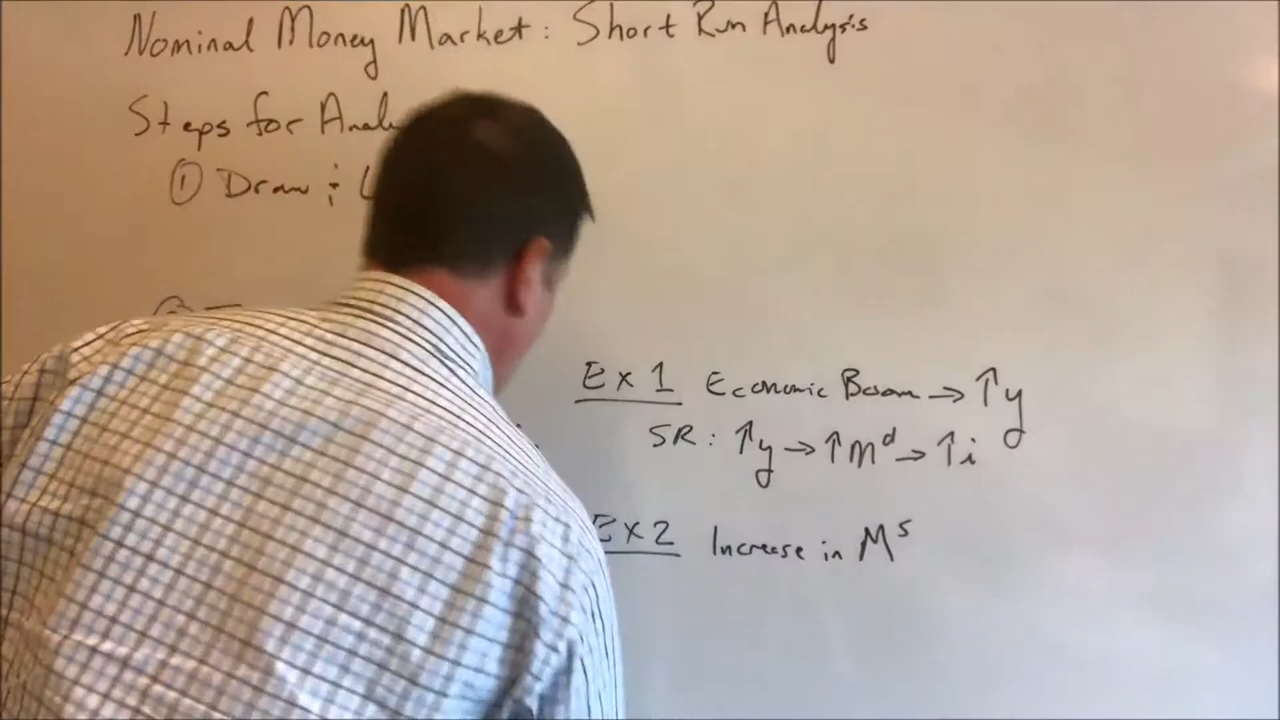 Nominal Money Market: Short Run Analysis
Steps for
① Draw ÷
Ex 1 Economic Boom → ↑y
SR: ↑y → ↑M^d → ↑i
Ex 2 Increase in M^s